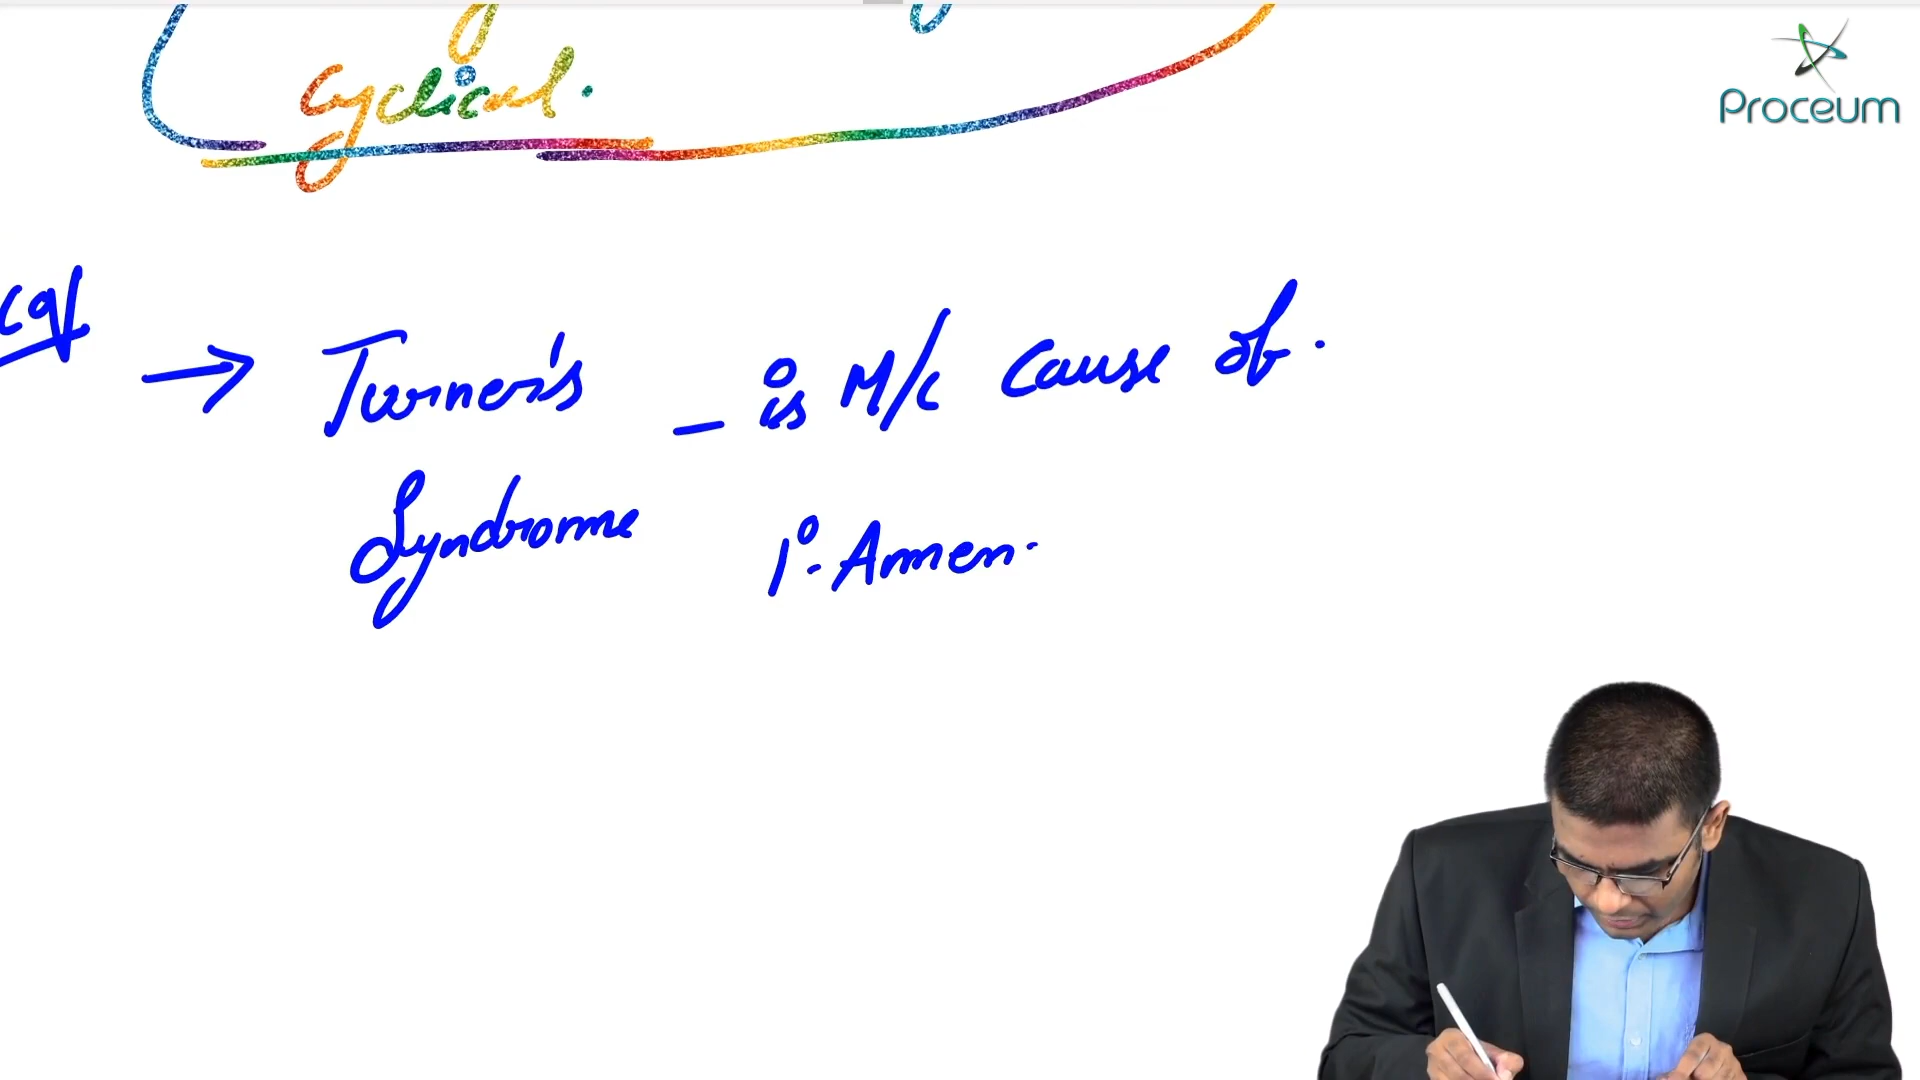 cyclical.
Proceum
→ Turner's - is M/c cause of.
Syndrome 1°. Amen.